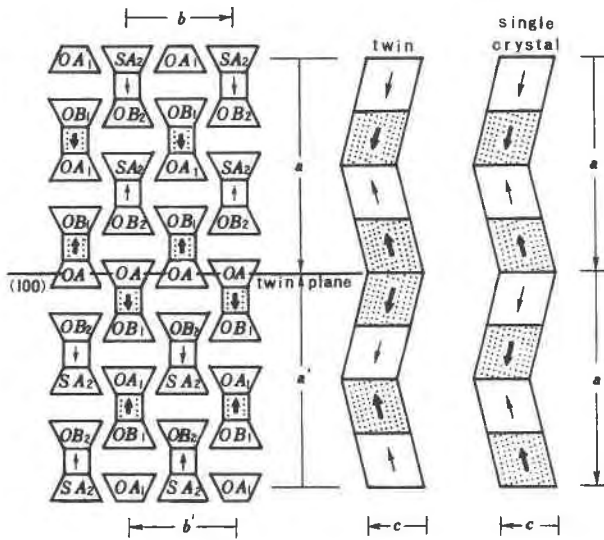 b
twin
single
crystal
OA₁ SA₂ OA₁ SA₂
OB₁ OB₂ OB₁ OB₂
a a
OA₁ SA₂ OA₁ SA₂
OB₁ OB₂ OB₁ OB₂
OA OA OA OA
(100) twin plane
OB₂ OB₁ OB₂ OB₁
SA₂ OA₁ SA₂ OA₁
a' a
OB₂ OB₁ OB₂ OB₁
SA₂ OA₁ SA₂ OA₁
b' c c